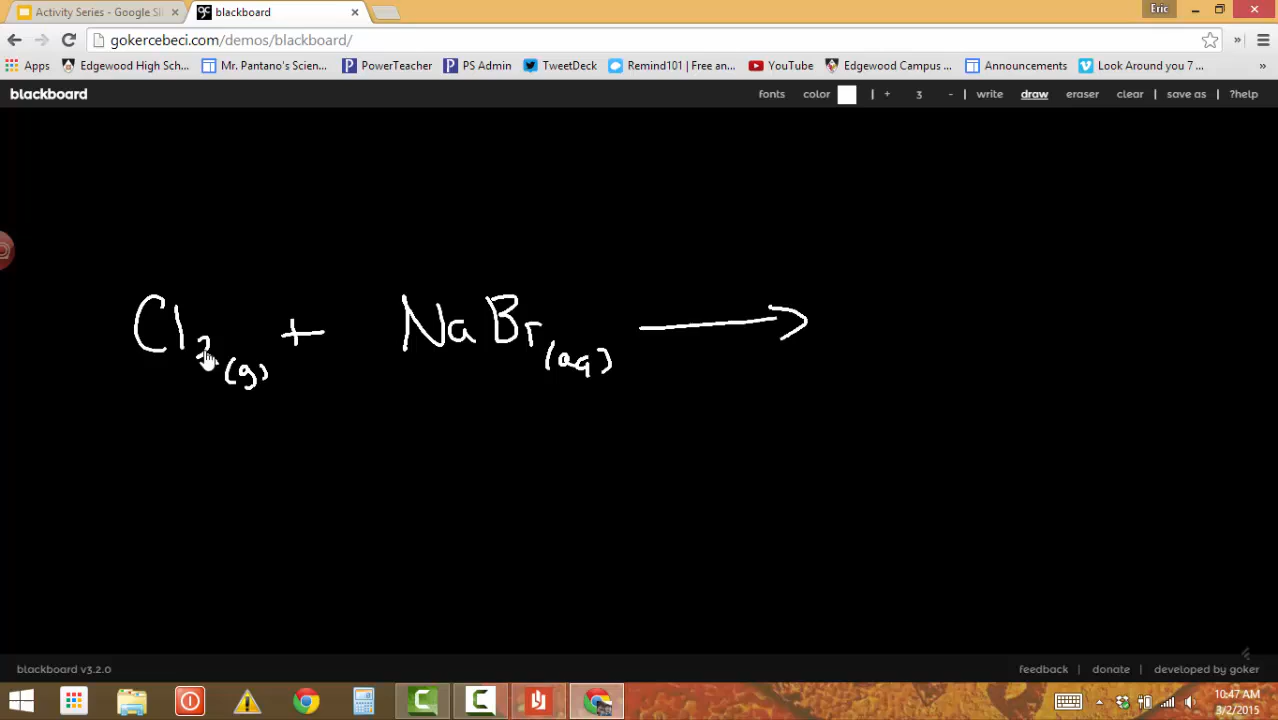 Activity Series - Google Sli
blackboard
Eric
gokercebeci.com/demos/blackboard/
Apps Edgewood High Sch... Mr. Pantano's Scien... PowerTeacher PS Admin TweetDeck Remind101 | Free an... YouTube Edgewood Campus ... Announcements Look Around you 7 ... »
blackboard fonts color | + 3 - | write draw eraser clear | save as | ?help
Cl2(g) + NaBr(aq) →
blackboard v3.2.0 feedback | donate | developed by goker
10:47 AM
3/2/2015